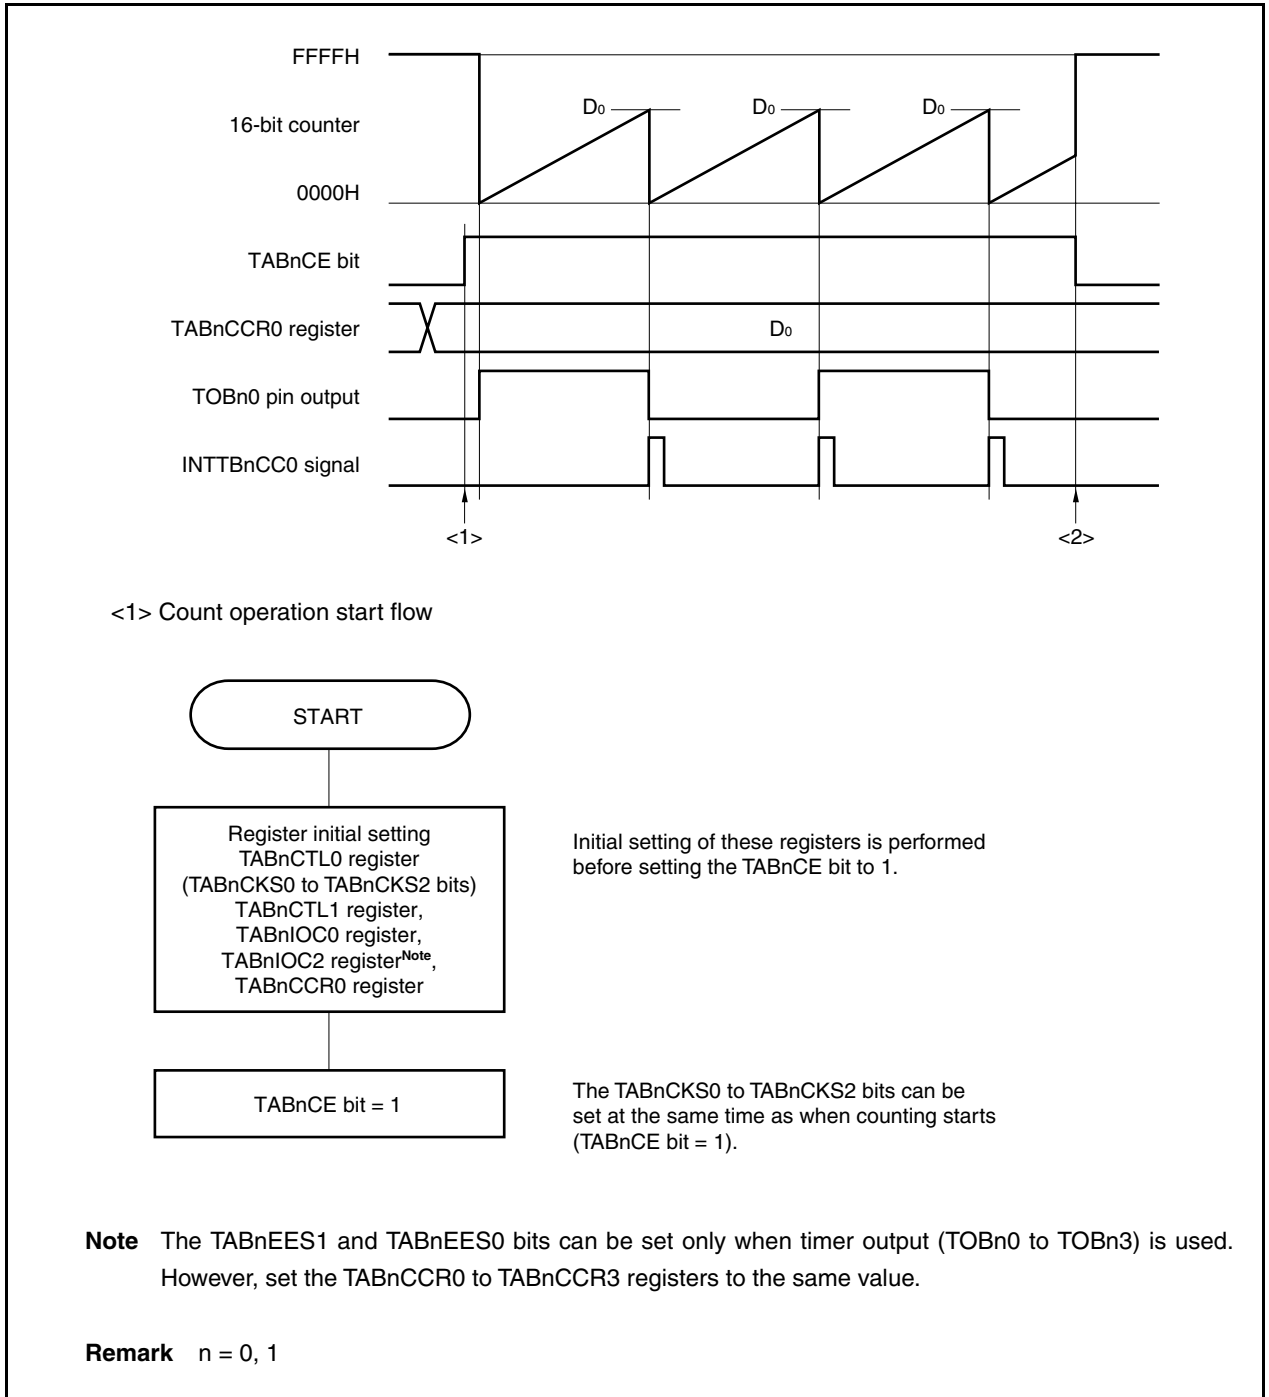 FFFFH
D0 D0 D0
16-bit counter
0000H
TABnCE bit
TABnCCR0 register
D0
TOBn0 pin output
INTTBnCC0 signal
<1> <2>
<1> Count operation start flow
START
Register initial setting
TABnCTL0 register
(TABnCKS0 to TABnCKS2 bits)
TABnCTL1 register,
TABnIOC0 register,
TABnIOC2 registerNote,
TABnCCR0 register
Initial setting of these registers is performed
before setting the TABnCE bit to 1.
TABnCE bit = 1
The TABnCKS0 to TABnCKS2 bits can be
set at the same time as when counting starts
(TABnCE bit = 1).
Note The TABnEES1 and TABnEES0 bits can be set only when timer output (TOBn0 to TOBn3) is used.
However, set the TABnCCR0 to TABnCCR3 registers to the same value.
Remark n = 0, 1